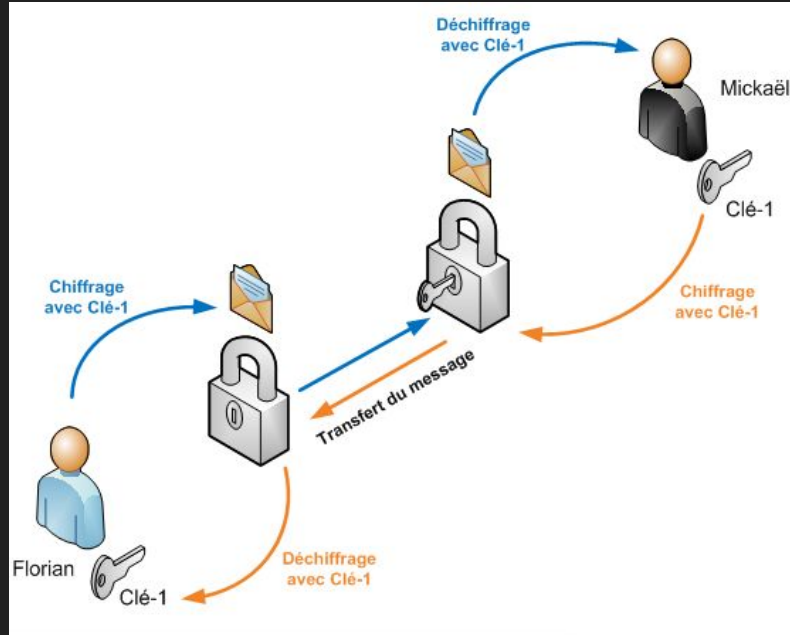 Déchiffrage
avec Clé-1
Mickaël
Clé-1
Chiffrage
avec Clé-1
Chiffrage
avec Clé-1
Transfert du message
Déchiffrage
avec Clé-1
Florian
Clé-1